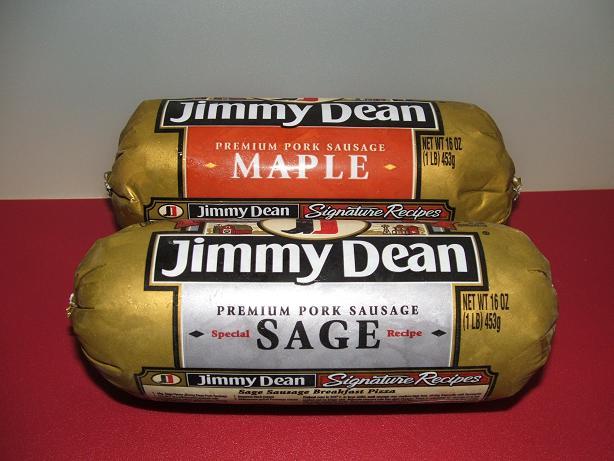 Jimmy Dean
PREMIUM PORK SAUSAGE
MAPLE
NET WT 16 OZ
(1 LB) 453g
JD Jimmy Dean Signature Recipes
Jimmy Dean
PREMIUM PORK SAUSAGE
Special SAGE Recipe
NET WT 16 OZ
(1 LB) 453g
JD Jimmy Dean Signature Recipes
Sage Sausage Breakfast Pizza